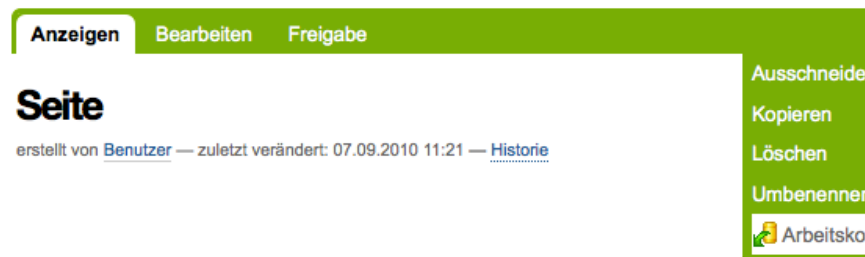 Anzeigen Bearbeiten Freigabe
Seite
erstellt von Benutzer — zuletzt verändert: 07.09.2010 11:21 — Historie
Kopieren
Löschen